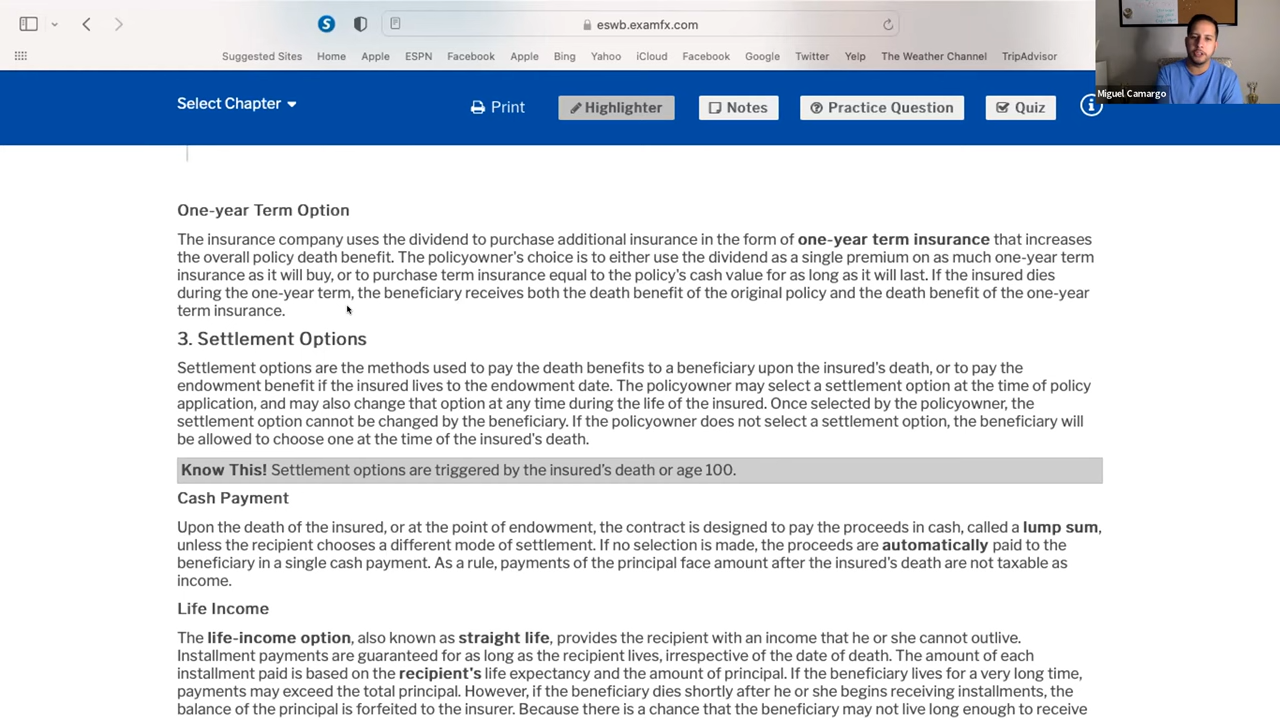 eswb.examfx.com
Suggested Sites Home Apple ESPN Facebook Apple Bing Yahoo iCloud Facebook Google Twitter Yelp The Weather Channel TripAdvisor
Miguel Camargo
Select Chapter Print Highlighter Notes Practice Question Quiz
One-year Term Option
The insurance company uses the dividend to purchase additional insurance in the form of one-year term insurance that increases
the overall policy death benefit. The policyowner's choice is to either use the dividend as a single premium on as much one-year term
insurance as it will buy, or to purchase term insurance equal to the policy's cash value for as long as it will last. If the insured dies
during the one-year term, the beneficiary receives both the death benefit of the original policy and the death benefit of the one-year
term insurance.
3. Settlement Options
Settlement options are the methods used to pay the death benefits to a beneficiary upon the insured's death, or to pay the
endowment benefit if the insured lives to the endowment date. The policyowner may select a settlement option at the time of policy
application, and may also change that option at any time during the life of the insured. Once selected by the policyowner, the
settlement option cannot be changed by the beneficiary. If the policyowner does not select a settlement option, the beneficiary will
be allowed to choose one at the time of the insured's death.
Know This! Settlement options are triggered by the insured's death or age 100.
Cash Payment
Upon the death of the insured, or at the point of endowment, the contract is designed to pay the proceeds in cash, called a lump sum,
unless the recipient chooses a different mode of settlement. If no selection is made, the proceeds are automatically paid to the
beneficiary in a single cash payment. As a rule, payments of the principal face amount after the insured's death are not taxable as
income.
Life Income
The life-income option, also known as straight life, provides the recipient with an income that he or she cannot outlive.
Installment payments are guaranteed for as long as the recipient lives, irrespective of the date of death. The amount of each
installment paid is based on the recipient's life expectancy and the amount of principal. If the beneficiary lives for a very long time,
payments may exceed the total principal. However, if the beneficiary dies shortly after he or she begins receiving installments, the
balance of the principal is forfeited to the insurer. Because there is a chance that the beneficiary may not live long enough to receive